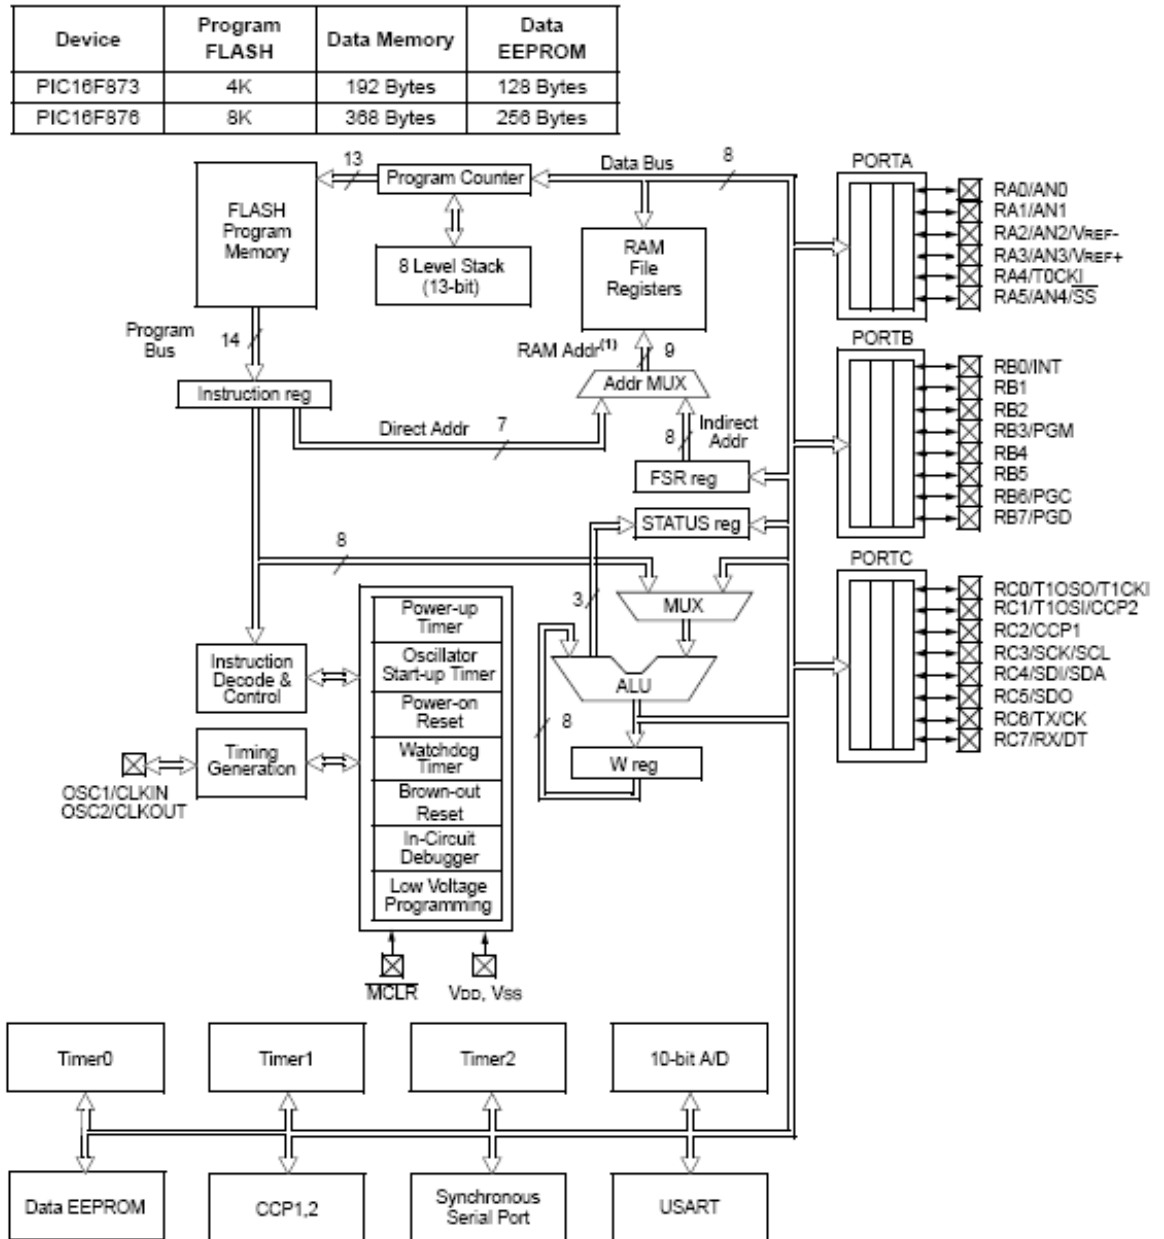 Device Program FLASH Data Memory Data EEPROM
PIC16F873 4K 192 Bytes 128 Bytes
PIC16F876 8K 368 Bytes 256 Bytes
13
Data Bus
8
PORTA
Program Counter
FLASH
Program
Memory
8 Level Stack
(13-bit)
RAM
File
Registers
RA0/AN0
RA1/AN1
RA2/AN2/VREF-
RA3/AN3/VREF+
RA4/T0CKI
RA5/AN4/SS
Program
Bus
14
RAM Addr(1)
9
PORTB
Instruction reg
Addr MUX
Direct Addr
7
8
Indirect
Addr
FSR reg
STATUS reg
RB0/INT
RB1
RB2
RB3/PGM
RB4
RB5
RB6/PGC
RB7/PGD
8
3
MUX
PORTC
Power-up
Timer
Oscillator
Start-up Timer
Power-on
Reset
Watchdog
Timer
Brown-out
Reset
In-Circuit
Debugger
Low Voltage
Programming
Instruction
Decode &
Control
ALU
8
W reg
Timing
Generation
OSC1/CLKIN
OSC2/CLKOUT
RC0/T1OSO/T1CKI
RC1/T1OSI/CCP2
RC2/CCP1
RC3/SCK/SCL
RC4/SDI/SDA
RC5/SDO
RC6/TX/CK
RC7/RX/DT
MCLR
VDD, VSS
Timer0
Timer1
Timer2
10-bit A/D
Data EEPROM
CCP1,2
Synchronous
Serial Port
USART